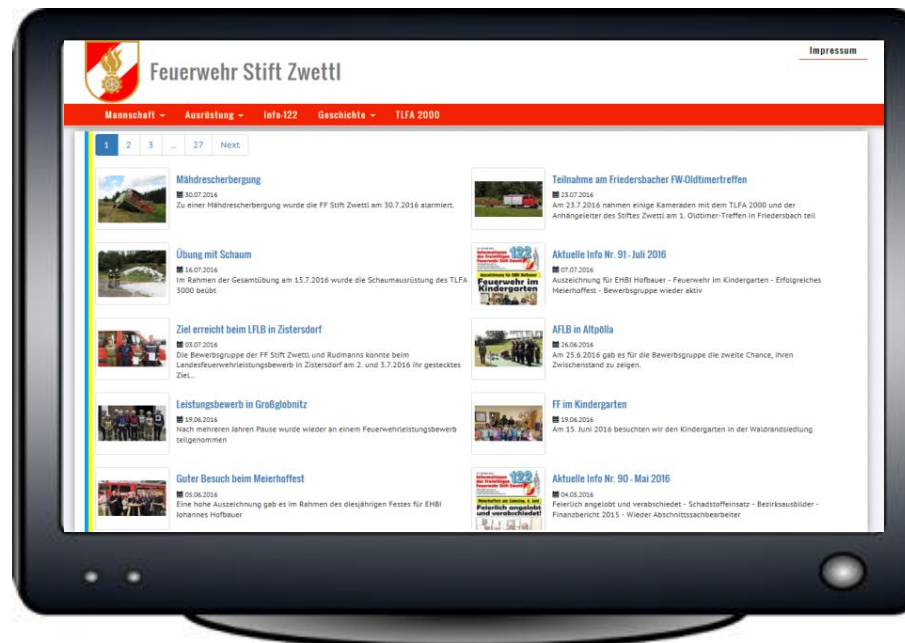 Impressum
Feuerwehr Stift Zwettl
Mannschaft Ausrüstung Info-122 Geschichte TLFA 2000
1 2 3 ... 27 Next
Mähdrescherbergung
30.07.2016
Zu einer Mähdrescherbergung wurde die FF Stift Zwettl am 30.7.2016 alarmiert.
Teilnahme am Friedersbacher FW-Oldtimertreffen
23.07.2016
Am 23.7.2016 nahmen einige Kameraden mit dem TLFA 2000 und der
Anhängeleiter des Stiftes Zwettl am 1. Oldtimer-Treffen in Friedersbach teil
Übung mit Schaum
16.07.2016
Im Rahmen der Gesamtübung am 15.7.2016 wurde die Schaumausrüstung des TLFA
3000 beübt
122
Feuerwehr im
Kindergarten
Aktuelle Info Nr. 91 - Juli 2016
07.07.2016
Auszeichnung für EHBI Hofbauer - Feuerwehr im Kindergarten - Erfolgreiches
Meierhoffest - Bewerbsgruppe wieder aktiv
Ziel erreicht beim LFLB in Zistersdorf
03.07.2016
Die Bewerbsgruppe der FF Stift Zwettl und Rudmanns konnte beim
Landesfeuerwehrleistungsbewerb in Zistersdorf am 2. und 3.7.2016 ihr gestecktes
Ziel...
AFLB in Altpölla
26.06.2016
Am 25.6.2016 gab es für die Bewerbsgruppe die zweite Chance, ihren
Zwischenstand zu zeigen.
Leistungsbewerb in Großglobnitz
19.06.2016
Nach mehreren Jahren Pause wurde wieder an einem Feuerwehrleistungsbewerb
teilgenommen
FF im Kindergarten
19.06.2016
Am 15. Juni 2016 besuchten wir den Kindergarten in der Waldrandsiedlung
Guter Besuch beim Meierhoffest
05.06.2016
Eine hohe Auszeichnung gab es im Rahmen des diesjährigen Festes für EHBI
Johannes Hofbauer
122
Feierlich angelobt
und verabschiedet!
Aktuelle Info Nr. 90 - Mai 2016
04.05.2016
Feierlich angelobt und verabschiedet - Schadstoffeinsatz - Bezirksausbilder -
Finanzbericht 2015 - Wieder Abschnittssachbearbeiter